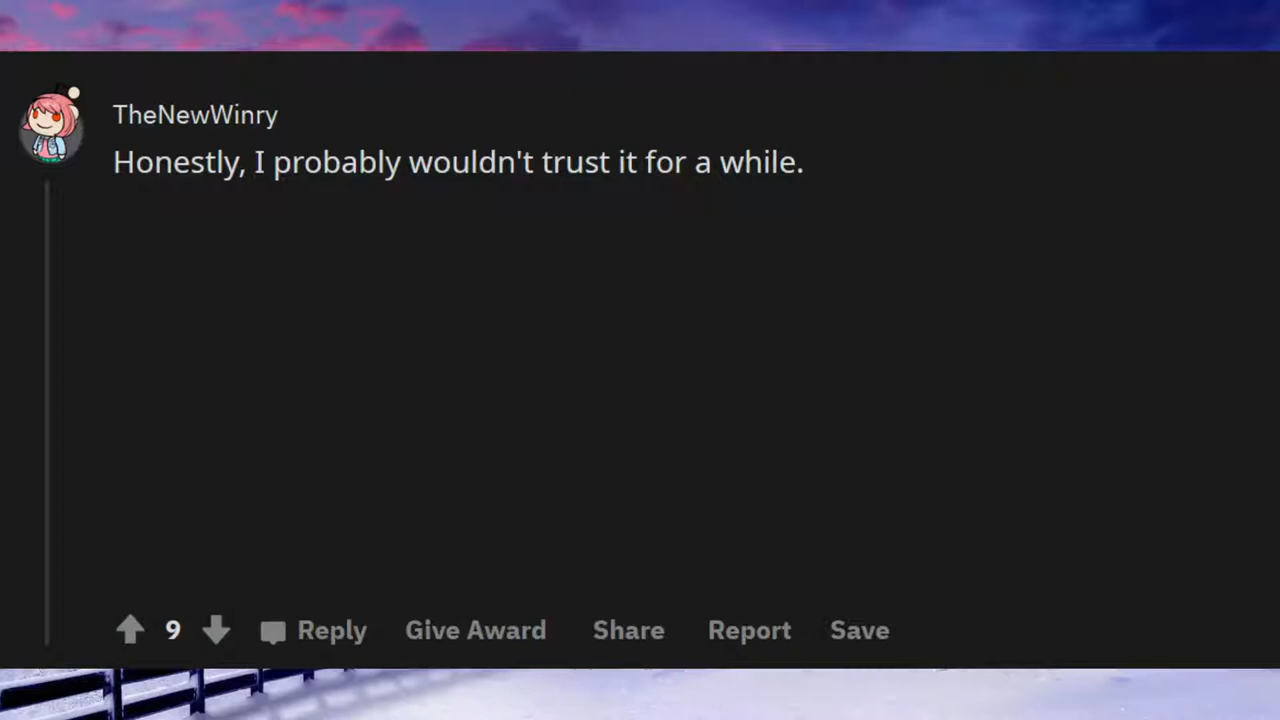 TheNewWinry
Honestly, I probably wouldn't trust it for a while.
9 Reply Give Award Share Report Save